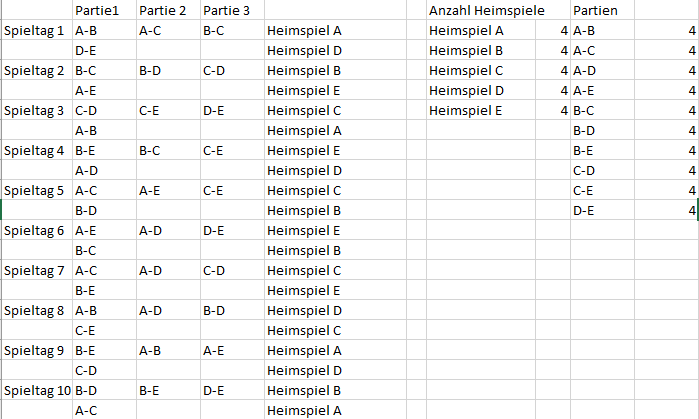 Partie1 Partie 2 Partie 3 Anzahl Heimspiele Partien
Spieltag 1 A-B A-C B-C Heimspiel A Heimspiel A 4 A-B 4
D-E Heimspiel D Heimspiel B 4 A-C 4
Spieltag 2 B-C B-D C-D Heimspiel B Heimspiel C 4 A-D 4
A-E Heimspiel E Heimspiel D 4 A-E 4
Spieltag 3 C-D C-E D-E Heimspiel C Heimspiel E 4 B-C 4
A-B Heimspiel A B-D 4
Spieltag 4 B-E B-C C-E Heimspiel E B-E 4
A-D Heimspiel D C-D 4
Spieltag 5 A-C A-E C-E Heimspiel C C-E 4
B-D Heimspiel B D-E 4
Spieltag 6 A-E A-D D-E Heimspiel E
B-C Heimspiel B
Spieltag 7 A-C A-D C-D Heimspiel C
B-E Heimspiel E
Spieltag 8 A-B A-D B-D Heimspiel D
C-E Heimspiel C
Spieltag 9 B-E A-B A-E Heimspiel A
C-D Heimspiel D
Spieltag 10 B-D B-E D-E Heimspiel B
A-C Heimspiel A